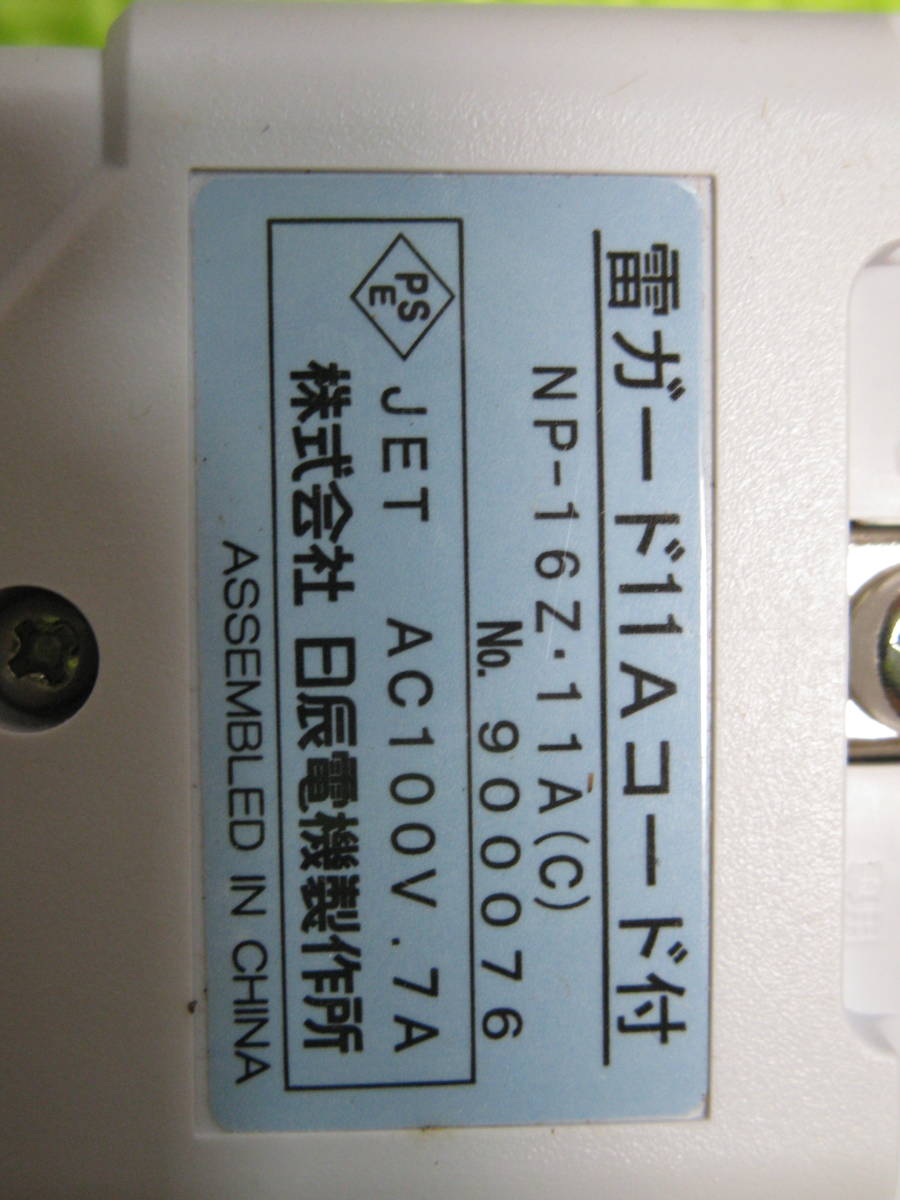 雷ガード11Aコード付
NP-16Z・11A(C)
№. 900076
PSE JET AC100V.7A
株式会社 日辰電機製作所
ASSEMBLED IN CHINA